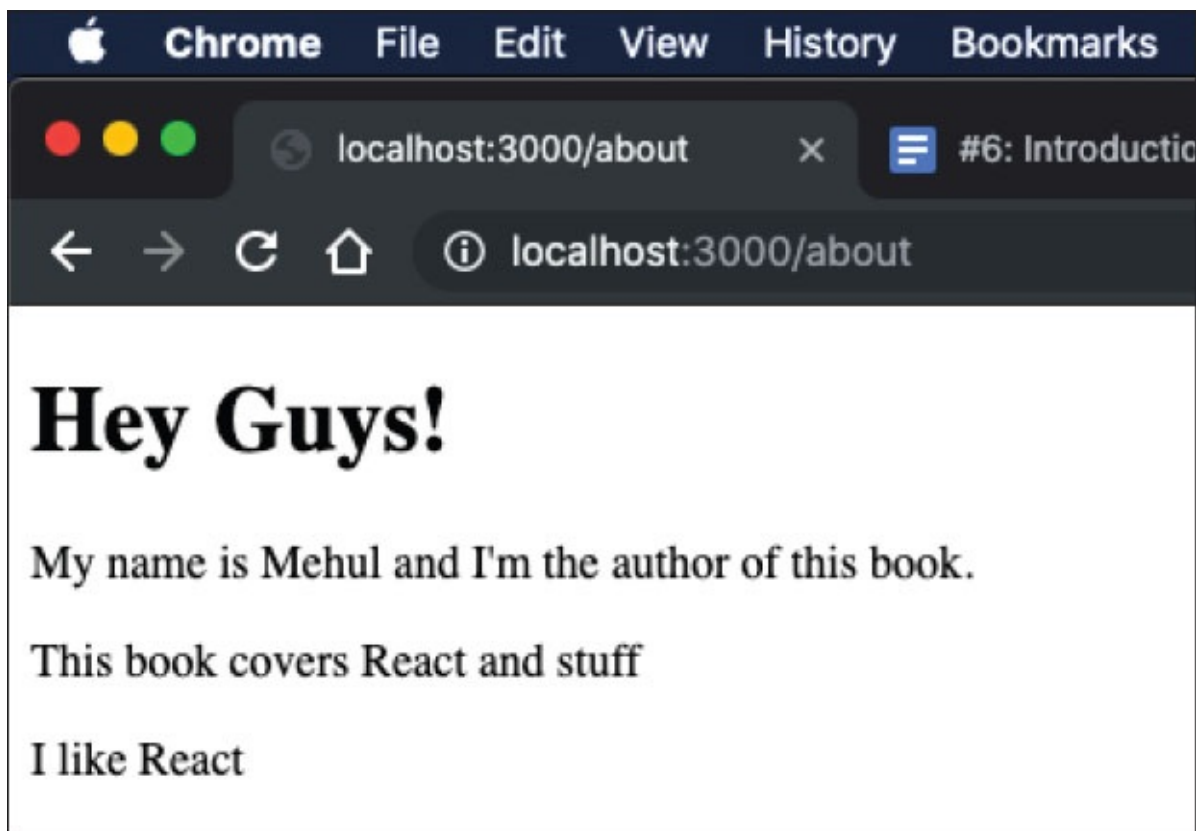 Chrome File Edit View History Bookmarks
localhost:3000/about #6: Introductio
localhost:3000/about
Hey Guys!
My name is Mehul and I'm the author of this book.
This book covers React and stuff
I like React